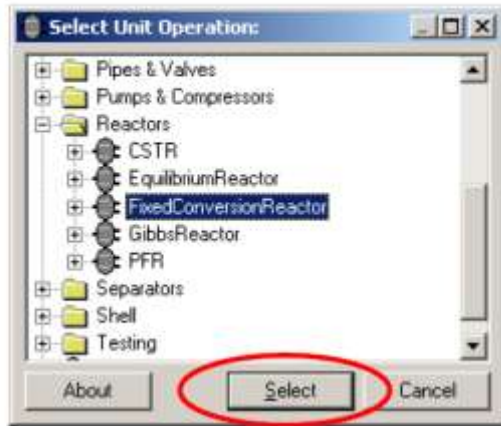 Select Unit Operation:
Pipes & Valves
Pumps & Compressors
Reactors
CSTR
EquilibriumReactor
FixedConversionReactor
GibbsReactor
PFR
Separators
Shell
Testing
About Select Cancel